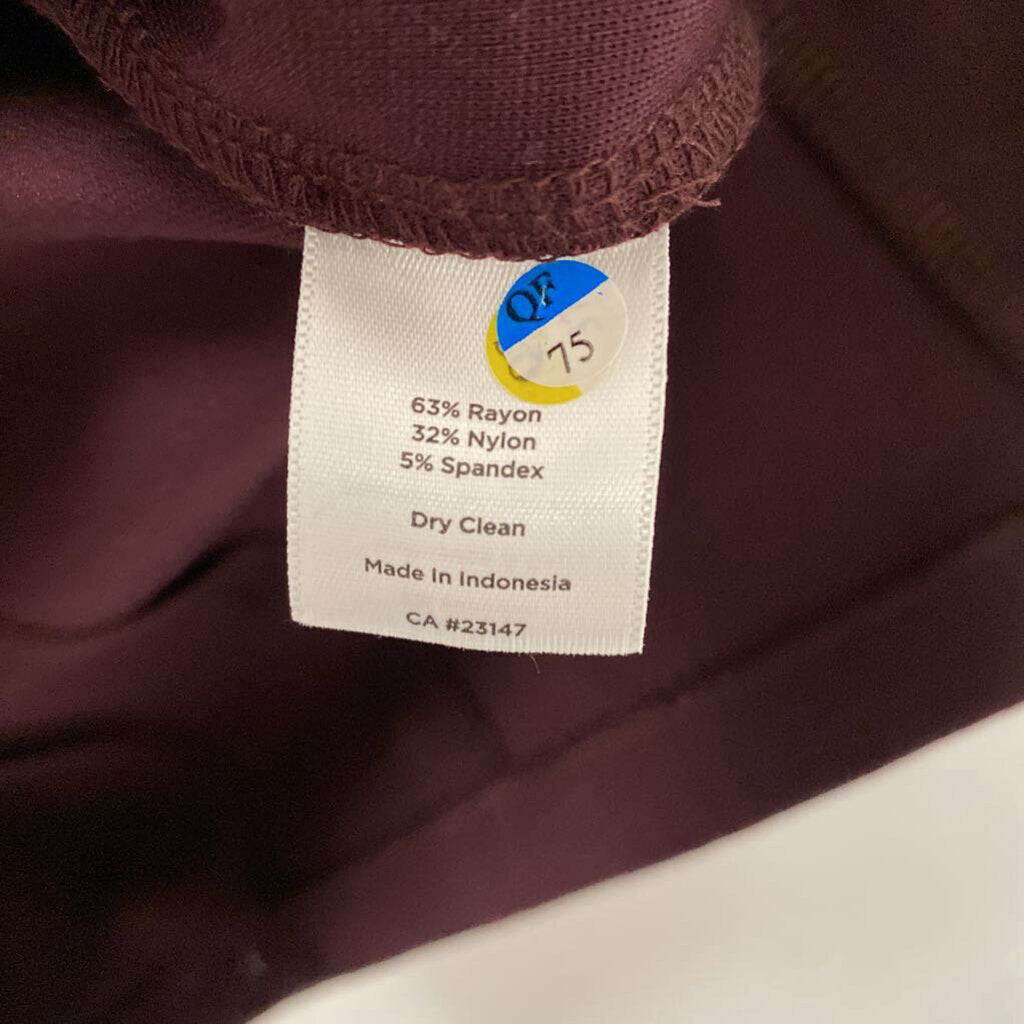 QF
75
63% Rayon
32% Nylon
5% Spandex
Dry Clean
Made in Indonesia
CA #23147